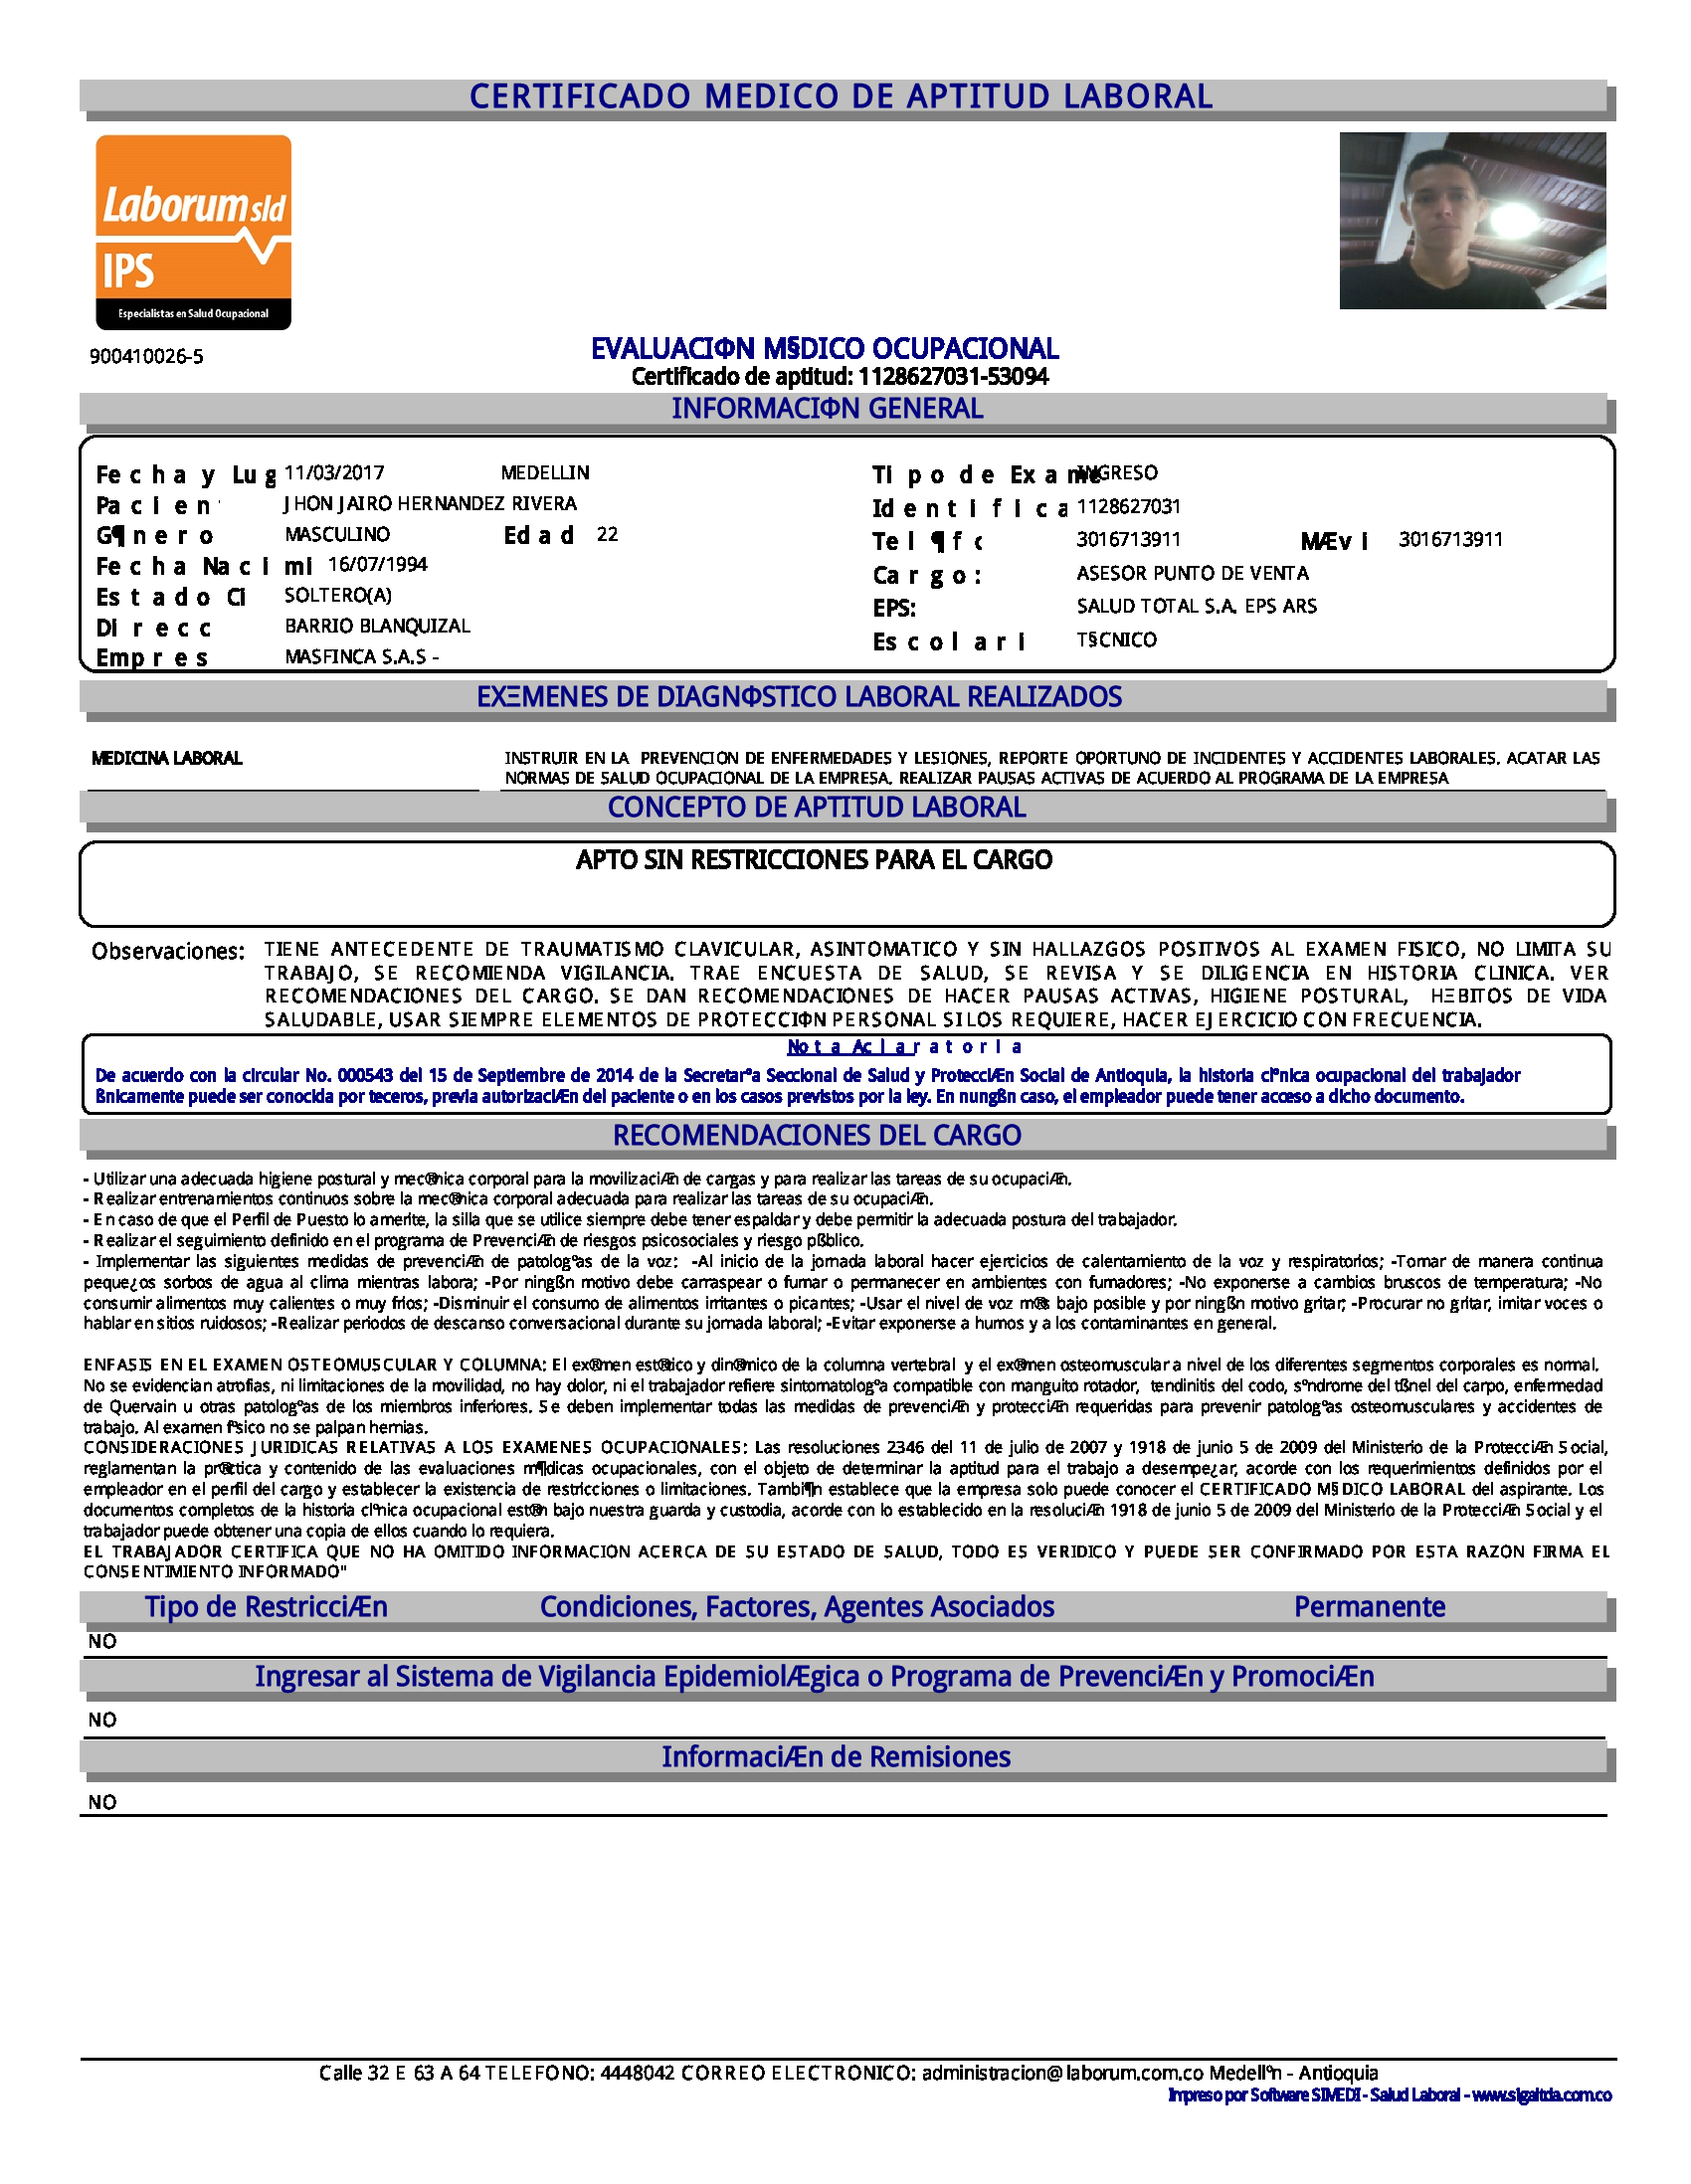 CERTIFICADO MEDICO DE APTITUD LABORAL
Laborum sld
IPS
Especialistas en Salud Ocupacional
900410026-5
EVALUACIФN M§DICO OCUPACIONAL
Certificado de aptitud: 1128627031-53094
INFORMACIФN GENERAL
Fecha y Lug 11/03/2017 MEDELLIN Tipo de Exame INGRESO
Pacien JHON JAIRO HERNANDEZ RIVERA Identifica 1128627031
G¶nero MASCULINO Edad 22 Tel¶fc 3016713911 MÆvi 3016713911
Fecha Nacimi 16/07/1994 Cargo: ASESOR PUNTO DE VENTA
Estado Ci SOLTERO(A) EPS: SALUD TOTAL S.A. EPS ARS
Direcc BARRIO BLANQUIZAL Escolari T§CNICO
Empres MASFINCA S.A.S -
EXΞMENES DE DIAGNФSTICO LABORAL REALIZADOS
MEDICINA LABORAL INSTRUIR EN LA PREVENCION DE ENFERMEDADES Y LESIONES, REPORTE OPORTUNO DE INCIDENTES Y ACCIDENTES LABORALES. ACATAR LAS
NORMAS DE SALUD OCUPACIONAL DE LA EMPRESA. REALIZAR PAUSAS ACTIVAS DE ACUERDO AL PROGRAMA DE LA EMPRESA
CONCEPTO DE APTITUD LABORAL
APTO SIN RESTRICCIONES PARA EL CARGO
Observaciones: TIENE ANTECEDENTE DE TRAUMATISMO CLAVICULAR, ASINTOMATICO Y SIN HALLAZGOS POSITIVOS AL EXAMEN FISICO, NO LIMITA SU
TRABAJO, SE RECOMIENDA VIGILANCIA. TRAE ENCUESTA DE SALUD, SE REVISA Y SE DILIGENCIA EN HISTORIA CLINICA. VER
RECOMENDACIONES DEL CARGO. SE DAN RECOMENDACIONES DE HACER PAUSAS ACTIVAS, HIGIENE POSTURAL, HΞBITOS DE VIDA
SALUDABLE, USAR SIEMPRE ELEMENTOS DE PROTECCIФN PERSONAL SI LOS REQUIERE, HACER EJERCICIO CON FRECUENCIA.
Nota Aclaratoria
De acuerdo con la circular No. 000543 del 15 de Septiembre de 2014 de la Secretarºa Seccional de Salud y ProtecciÆn Social de Antioquia, la historia clºnica ocupacional del trabajador
ßnicamente puede ser conocida por teceros, previa autorizaciÆn del paciente o en los casos previstos por la ley. En nungßn caso, el empleador puede tener acceso a dicho documento.
RECOMENDACIONES DEL CARGO
- Utilizar una adecuada higiene postural y mec®nica corporal para la movilizaciÆn de cargas y para realizar las tareas de su ocupaciÆn.
- Realizar entrenamientos continuos sobre la mec®nica corporal adecuada para realizar las tareas de su ocupaciÆn.
- En caso de que el Perfil de Puesto lo amerite, la silla que se utilice siempre debe tener espaldar y debe permitir la adecuada postura del trabajador.
- Realizar el seguimiento definido en el programa de PrevenciÆn de riesgos psicosociales y riesgo pßblico.
- Implementar las siguientes medidas de prevenciÆn de patologºas de la voz: -Al inicio de la jornada laboral hacer ejercicios de calentamiento de la voz y respiratorios; -Tomar de manera continua
peque¿os sorbos de agua al clima mientras labora; -Por ningßn motivo debe carraspear o fumar o permanecer en ambientes con fumadores; -No exponerse a cambios bruscos de temperatura; -No
consumir alimentos muy calientes o muy fríos; -Disminuir el consumo de alimentos irritantes o picantes; -Usar el nivel de voz m®s bajo posible y por ningßn motivo gritar; -Procurar no gritar, imitar voces o
hablar en sitios ruidosos; -Realizar periodos de descanso conversacional durante su jornada laboral; -Evitar exponerse a humos y a los contaminantes en general.
ENFASIS EN EL EXAMEN OSTEOMUSCULAR Y COLUMNA: El ex®men est®tico y din®mico de la columna vertebral y el ex®men osteomuscular a nivel de los diferentes segmentos corporales es normal.
No se evidencian atrofias, ni limitaciones de la movilidad, no hay dolor, ni el trabajador refiere sintomatologºa compatible con manguito rotador, tendinitis del codo, sºndrome del tßnel del carpo, enfermedad
de Quervain u otras patologºas de los miembros inferiores. Se deben implementar todas las medidas de prevenciÆn y protecciÆn requeridas para prevenir patologºas osteomusculares y accidentes de
trabajo. Al examen fºsico no se palpan hernias.
CONSIDERACIONES JURIDICAS RELATIVAS A LOS EXAMENES OCUPACIONALES: Las resoluciones 2346 del 11 de julio de 2007 y 1918 de junio 5 de 2009 del Ministerio de la ProtecciÆn Social,
reglamentan la pr®ctica y contenido de las evaluaciones m¶dicas ocupacionales, con el objeto de determinar la aptitud para el trabajo a desempe¿ar, acorde con los requerimientos definidos por el
empleador en el perfil del cargo y establecer la existencia de restricciones o limitaciones. Tambi¶n establece que la empresa solo puede conocer el CERTIFICADO M§DICO LABORAL del aspirante. Los
documentos completos de la historia clºnica ocupacional est®n bajo nuestra guarda y custodia, acorde con lo establecido en la resoluciÆn 1918 de junio 5 de 2009 del Ministerio de la ProtecciÆn Social y el
trabajador puede obtener una copia de ellos cuando lo requiera.
EL TRABAJADOR CERTIFICA QUE NO HA OMITIDO INFORMACION ACERCA DE SU ESTADO DE SALUD, TODO ES VERIDICO Y PUEDE SER CONFIRMADO POR ESTA RAZON FIRMA EL
CONSENTIMIENTO INFORMADO"
Tipo de RestricciÆn Condiciones, Factores, Agentes Asociados Permanente
NO
Ingresar al Sistema de Vigilancia EpidemiolÆgica o Programa de PrevenciÆn y PromociÆn
NO
InformaciÆn de Remisiones
NO
Calle 32 E 63 A 64 TELEFONO: 4448042 CORREO ELECTRONICO: administracion@laborum.com.co Medellºn - Antioquia
Impreso por Software SIMEDI - Salud Laboral - www.sigaltda.com.co